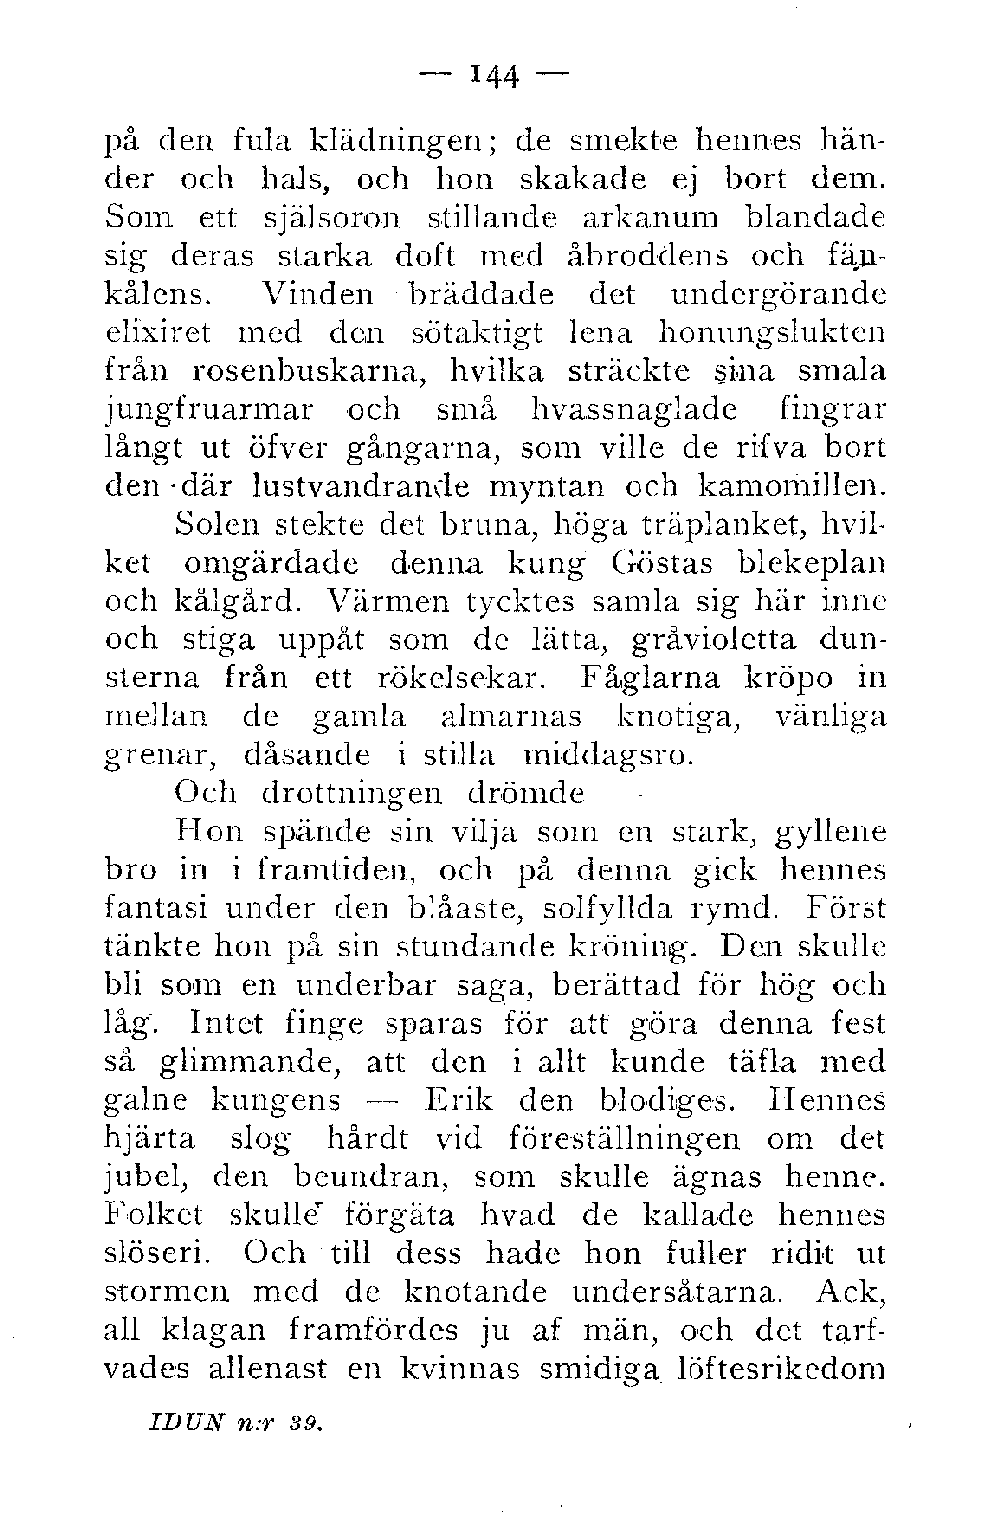 — 144 —
på den fula klädningen; de smekte hennes hän-
der och hals, och hon skakade ej bort dem.
Som ett själsoron stillande arkanum blandade
sig deras starka doft med åbroddens och fän-
kålens. Vinden bräddade det undergörande
elixiret med den sötaktigt lena honungslukten
från rosenbuskarna, hvilka sträckte sina smala
jungfruarmar och små hvassnaglade fingrar
långt ut öfver gångarna, som ville de rifva bort
den där lustvandrande myntan och kamomillen.
Solen stekte det bruna, höga träplanket, hvil-
ket omgärdade denna kung Göstas blekeplan
och kålgård. Värmen tycktes samla sig här inne
och stiga uppåt som de lätta, gråvioletta dun-
sterna från ett rökelsekar. Fåglarna kröpo in
mellan de gamla almarnas knotiga, vänliga
grenar, dåsande i stilla middagsro.
Och drottningen drömde
Hon spände sin vilja som en stark, gyllene
bro in i framtiden, och på denna gick hennes
fantasi under den blåaste, solfyllda rymd. Först
tänkte hon på sin stundande kröning. Den skulle
bli som en underbar saga, berättad för hög och
låg. Intet finge sparas för att göra denna fest
så glimmande, att den i allt kunde täfla med
galne kungens — Erik den blodiges. Hennes
hjärta slog hårdt vid föreställningen om det
jubel, den beundran, som skulle ägnas henne.
Folket skulle förgäta hvad de kallade hennes
slöseri. Och till dess hade hon fuller ridit ut
stormen med de knotande undersåtarna. Ack,
all klagan framfördes ju af män, och det tarf-
vades allenast en kvinnas smidiga löftesrikedom
IDUN n:r 39.